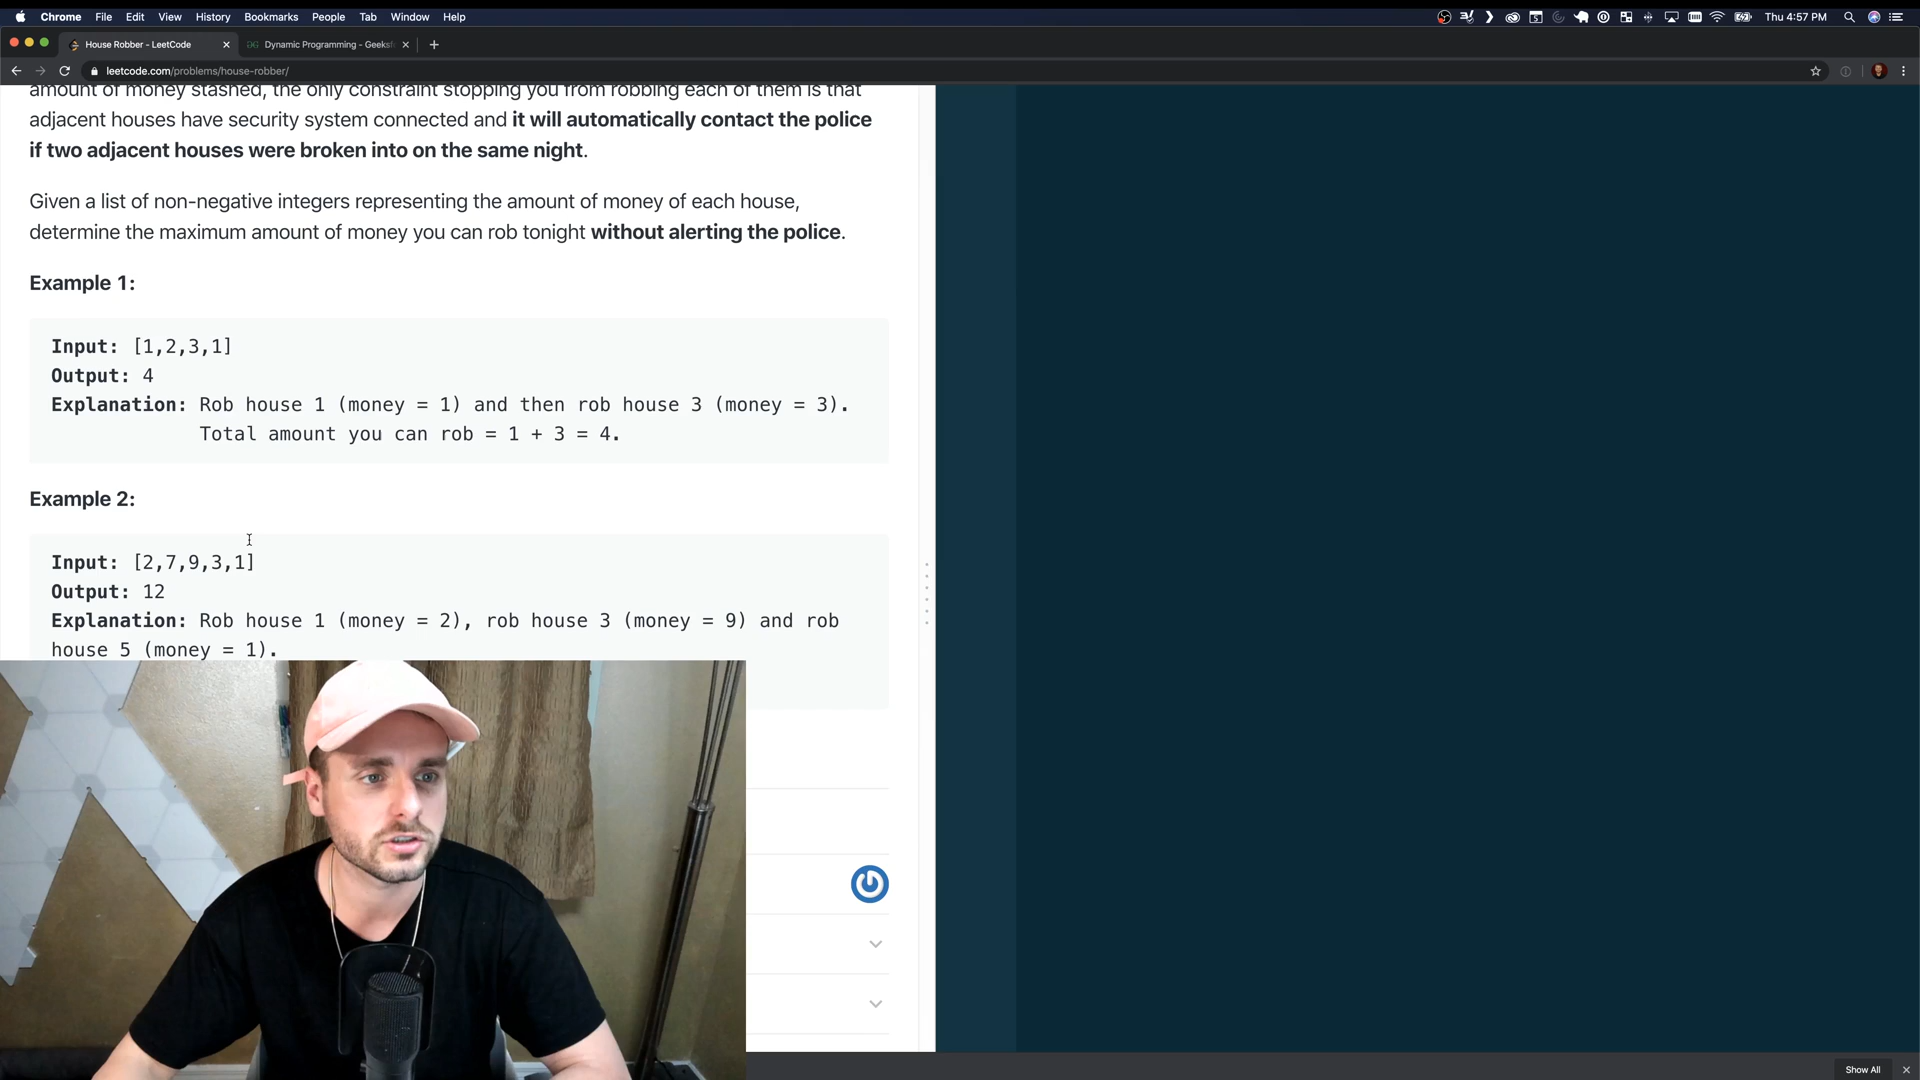 Chrome File Edit View History Bookmarks People Tab Window Help Thu 4:57 PM
House Robber - LeetCode Dynamic Programming - Geeksf
leetcode.com/problems/house-robber/
amount of money stashed, the only constraint stopping you from robbing each of them is that
adjacent houses have security system connected and it will automatically contact the police
if two adjacent houses were broken into on the same night.
Given a list of non-negative integers representing the amount of money of each house,
determine the maximum amount of money you can rob tonight without alerting the police.
Example 1:
Input: [1,2,3,1]
Output: 4
Explanation: Rob house 1 (money = 1) and then rob house 3 (money = 3).
Total amount you can rob = 1 + 3 = 4.
Example 2:
Input: [2,7,9,3,1]
Output: 12
Explanation: Rob house 1 (money = 2), rob house 3 (money = 9) and rob
house 5 (money = 1).
Show All